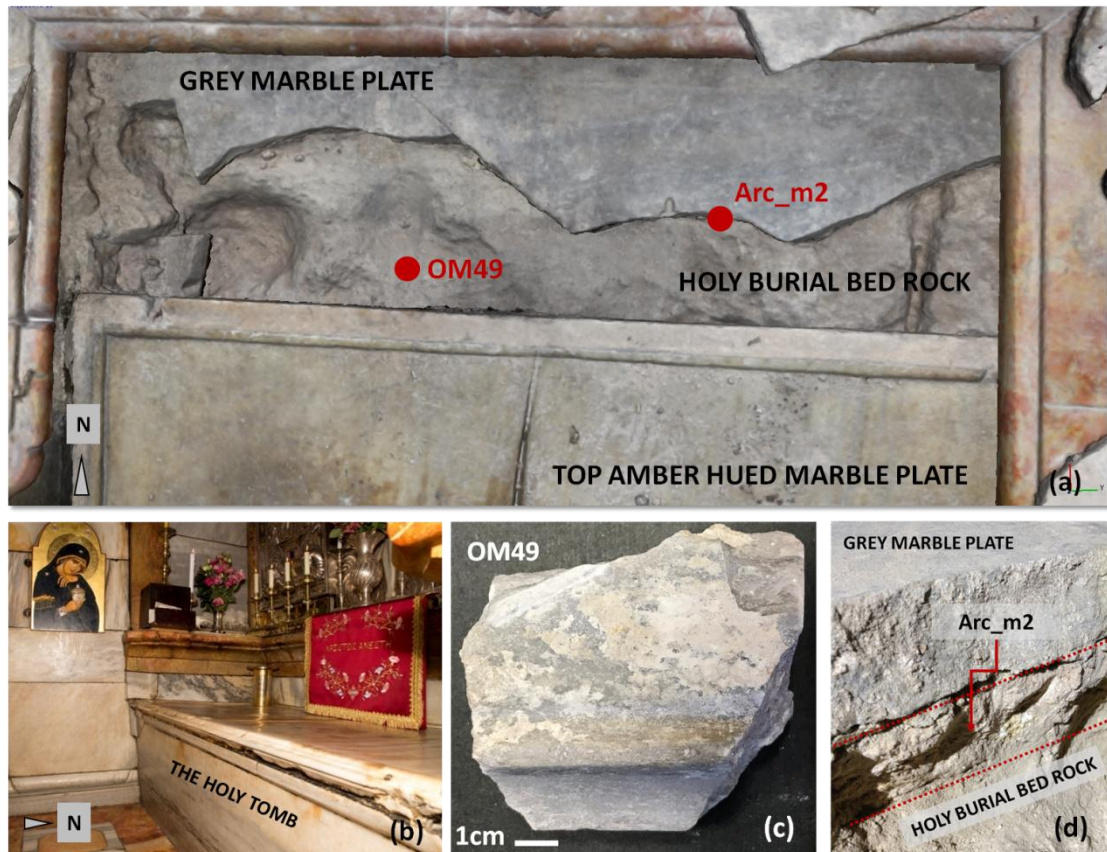 GREY MARBLE PLATE
Arc_m2
OM49
HOLY BURIAL BED ROCK
N
TOP AMBER HUED MARBLE PLATE
(a)
Y
THE HOLY TOMB
N
(b)
OM49
1cm
(c)
GREY MARBLE PLATE
Arc_m2
HOLY BURIAL BED ROCK
(d)